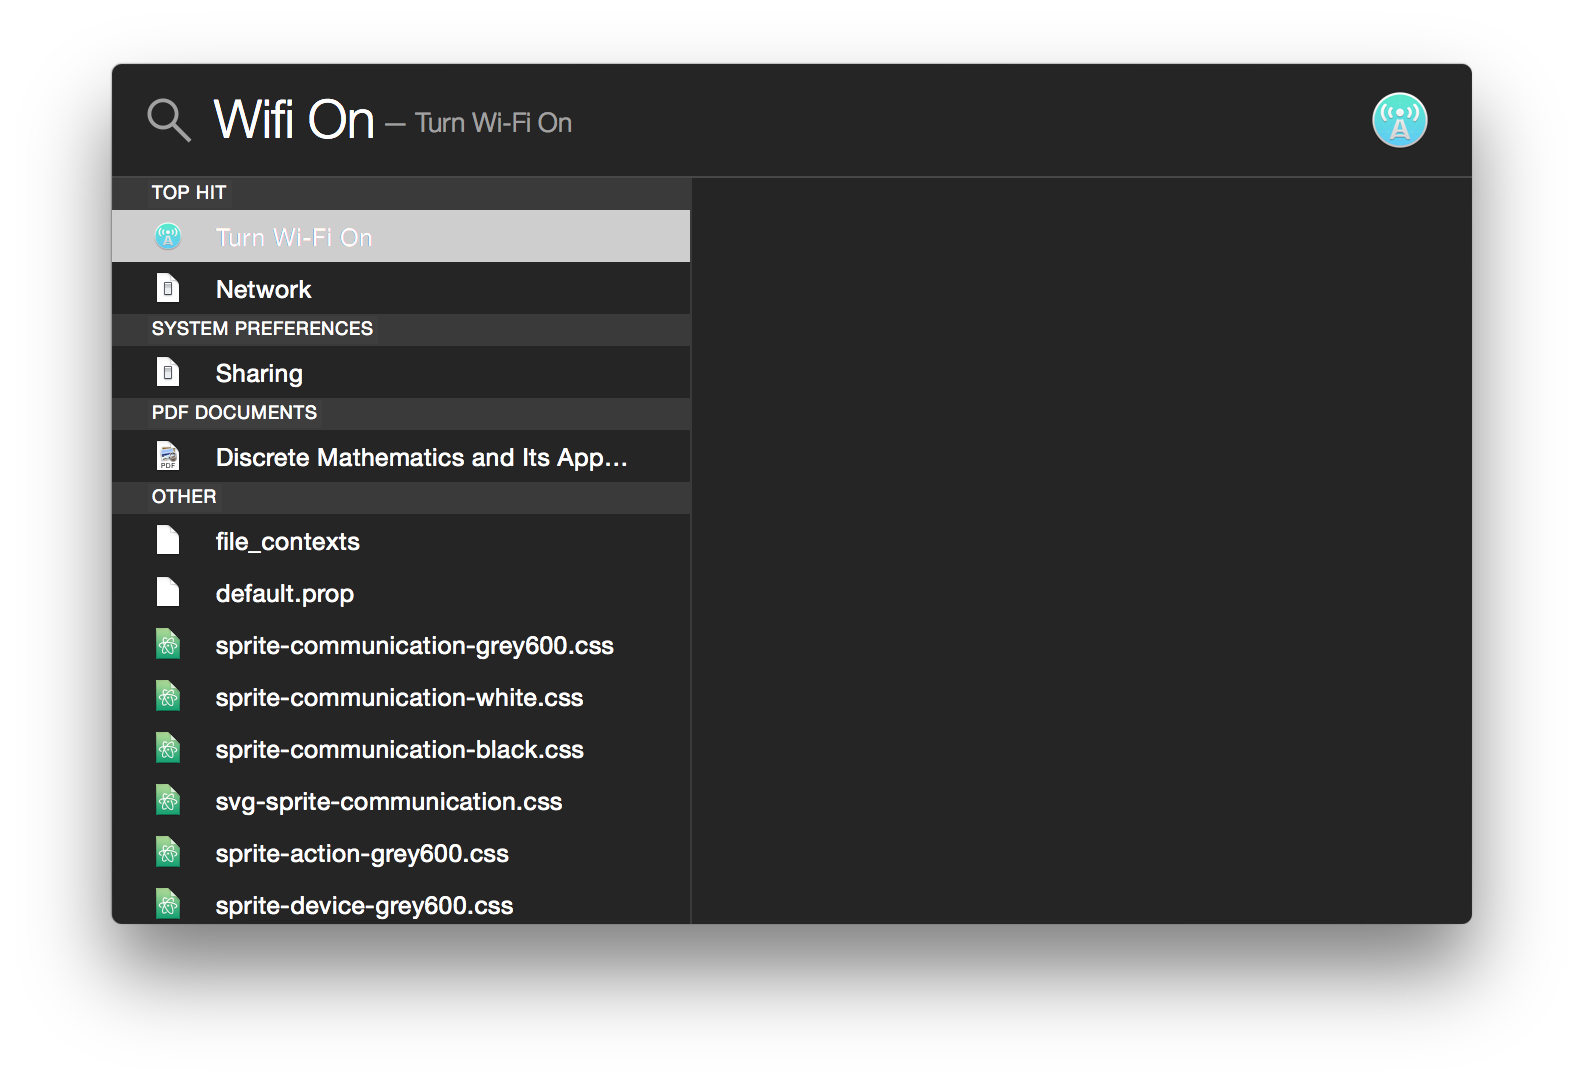 Wifi On — Turn Wi-Fi On
TOP HIT
Turn Wi-Fi On
Network
SYSTEM PREFERENCES
Sharing
PDF DOCUMENTS
PDF
Discrete Mathematics and Its App...
OTHER
file_contexts
default.prop
sprite-communication-grey600.css
sprite-communication-white.css
sprite-communication-black.css
svg-sprite-communication.css
sprite-action-grey600.css
sprite-device-grey600.css